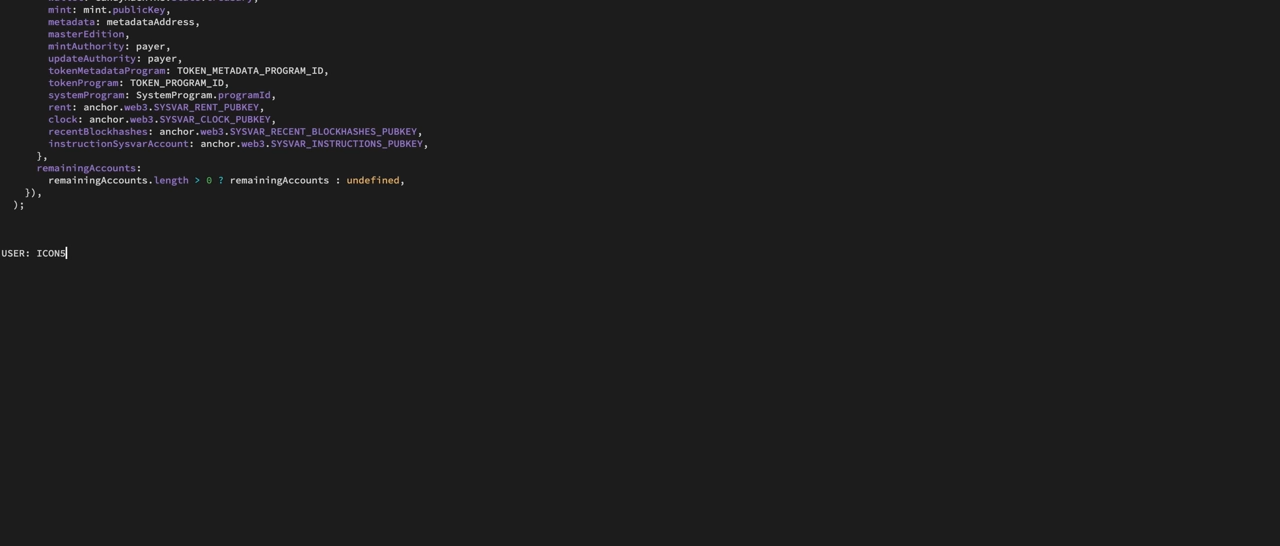 mint: mint.publicKey,
metadata: metadataAddress,
masterEdition,
mintAuthority: payer,
updateAuthority: payer,
tokenMetadataProgram: TOKEN_METADATA_PROGRAM_ID,
tokenProgram: TOKEN_PROGRAM_ID,
systemProgram: SystemProgram.programId,
rent: anchor.web3.SYSVAR_RENT_PUBKEY,
clock: anchor.web3.SYSVAR_CLOCK_PUBKEY,
recentBlockhashes: anchor.web3.SYSVAR_RECENT_BLOCKHASHES_PUBKEY,
instructionSysvarAccount: anchor.web3.SYSVAR_INSTRUCTIONS_PUBKEY,
},
remainingAccounts:
remainingAccounts.length > 0 ? remainingAccounts : undefined,
}),
);
USER: ICON5